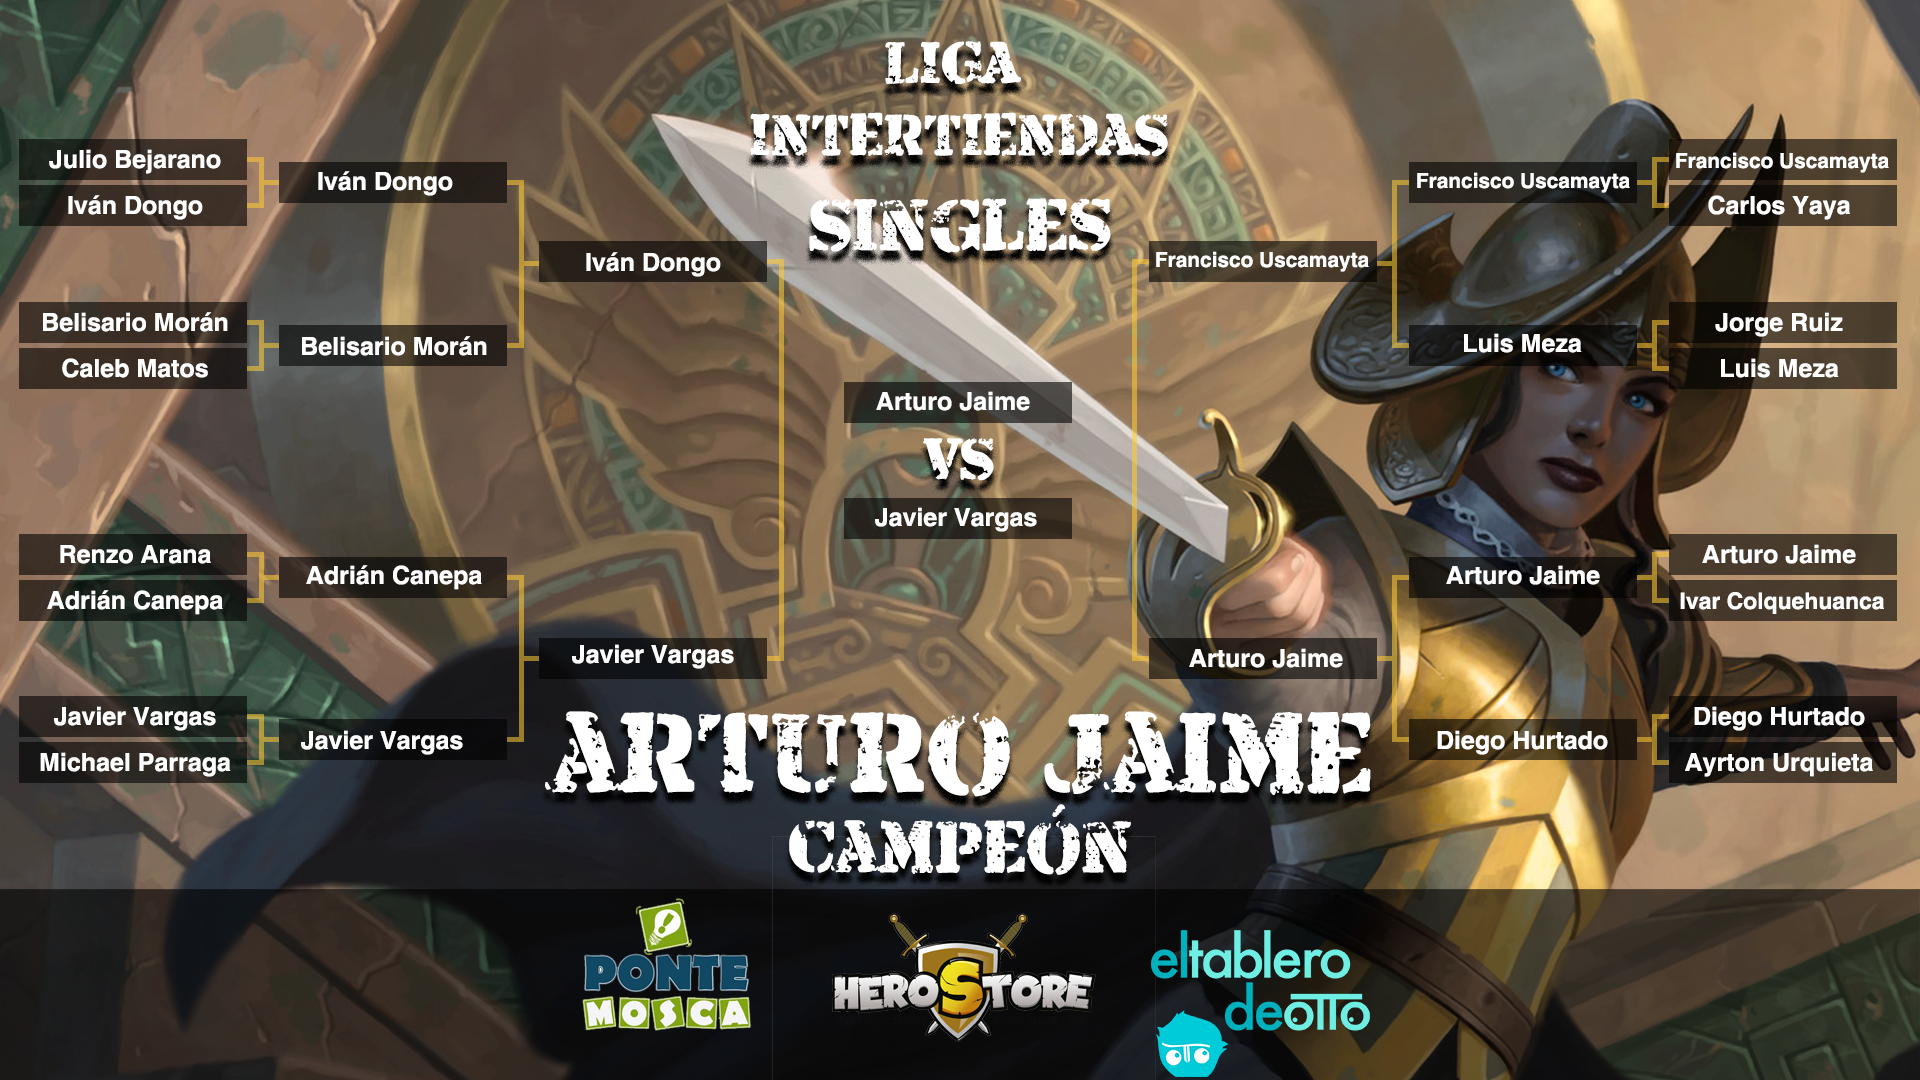 LIGA
INTERTIENDAS
SINGLES
Julio Bejarano
Iván Dongo
Belisario Morán
Caleb Matos
Renzo Arana
Adrián Canepa
Javier Vargas
Michael Parraga
Iván Dongo
Belisario Morán
Adrián Canepa
Javier Vargas
Iván Dongo
Javier Vargas
Arturo Jaime
VS
Javier Vargas
Francisco Uscamayta
Arturo Jaime
Francisco Uscamayta
Luis Meza
Arturo Jaime
Diego Hurtado
Francisco Uscamayta
Carlos Yaya
Jorge Ruiz
Luis Meza
Arturo Jaime
Ivar Colquehuanca
Diego Hurtado
Ayrton Urquieta
ARTURO JAIME
CAMPEÓN
PONTE
MOSCA
HEROSTORE
eltablero
deOTTO